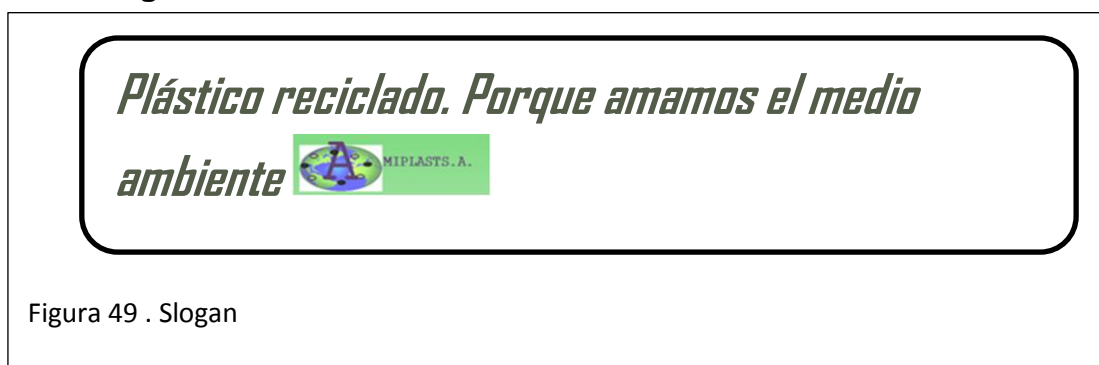 Plástico reciclado. Porque amamos el medio
ambiente A MIPLASTS.A.
Figura 49 . Slogan